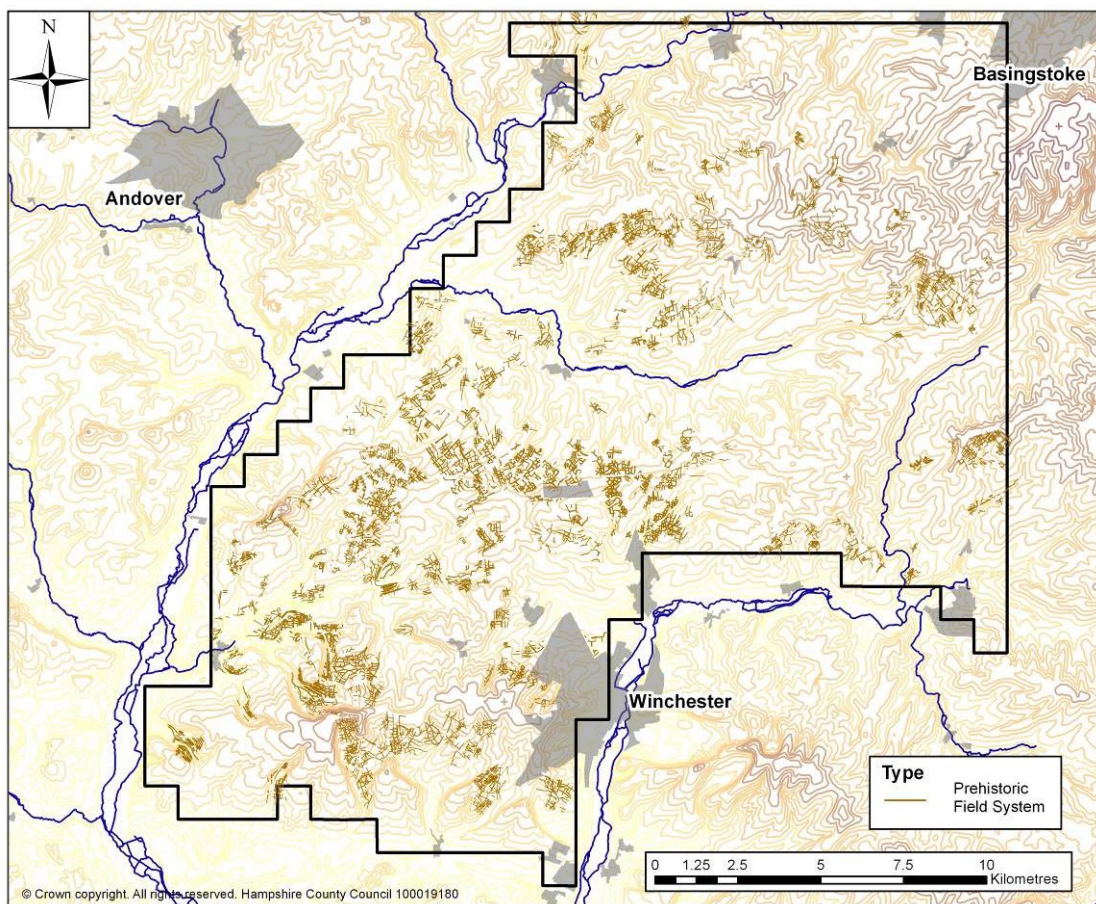 N
Basingstoke
Andover
Winchester
Type
Prehistoric
Field System
0 1.25 2.5 5 7.5 10
Kilometres
© Crown copyright. All rights reserved. Hampshire County Council 100019180